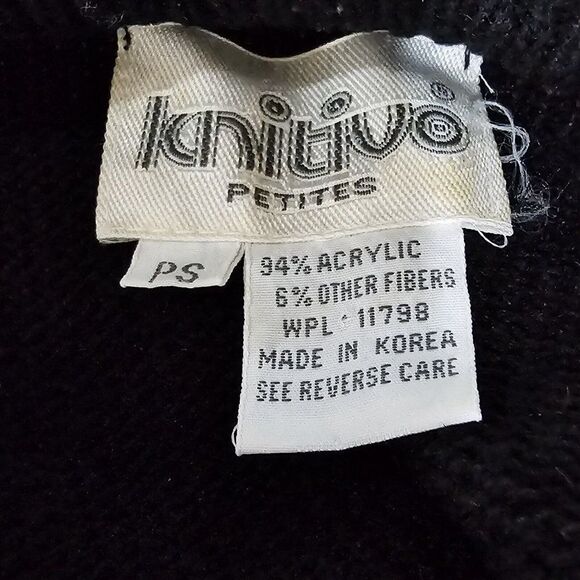 knitivo
PETITES
PS
94% ACRYLIC
6% OTHER FIBERS
WPL 11798
MADE IN KOREA
SEE REVERSE CARE